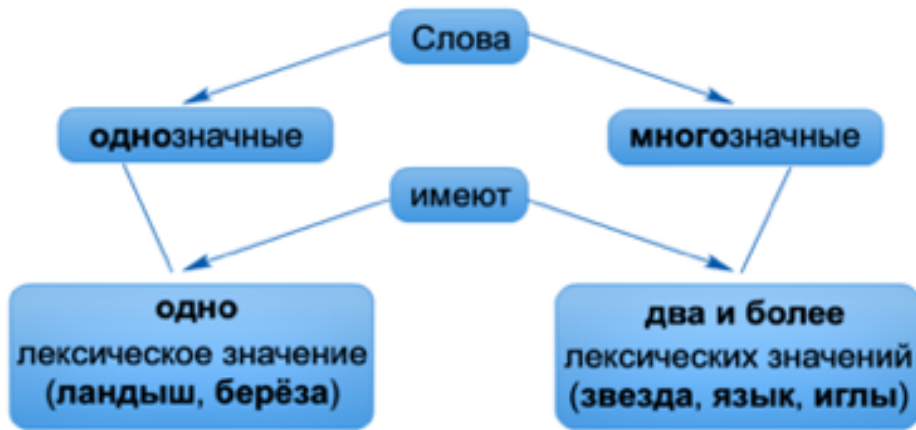 Слова
однозначные
многозначные
имеют
одно
лексическое значение
(ландыш, берёза)
два и более
лексических значений
(звезда, язык, иглы)